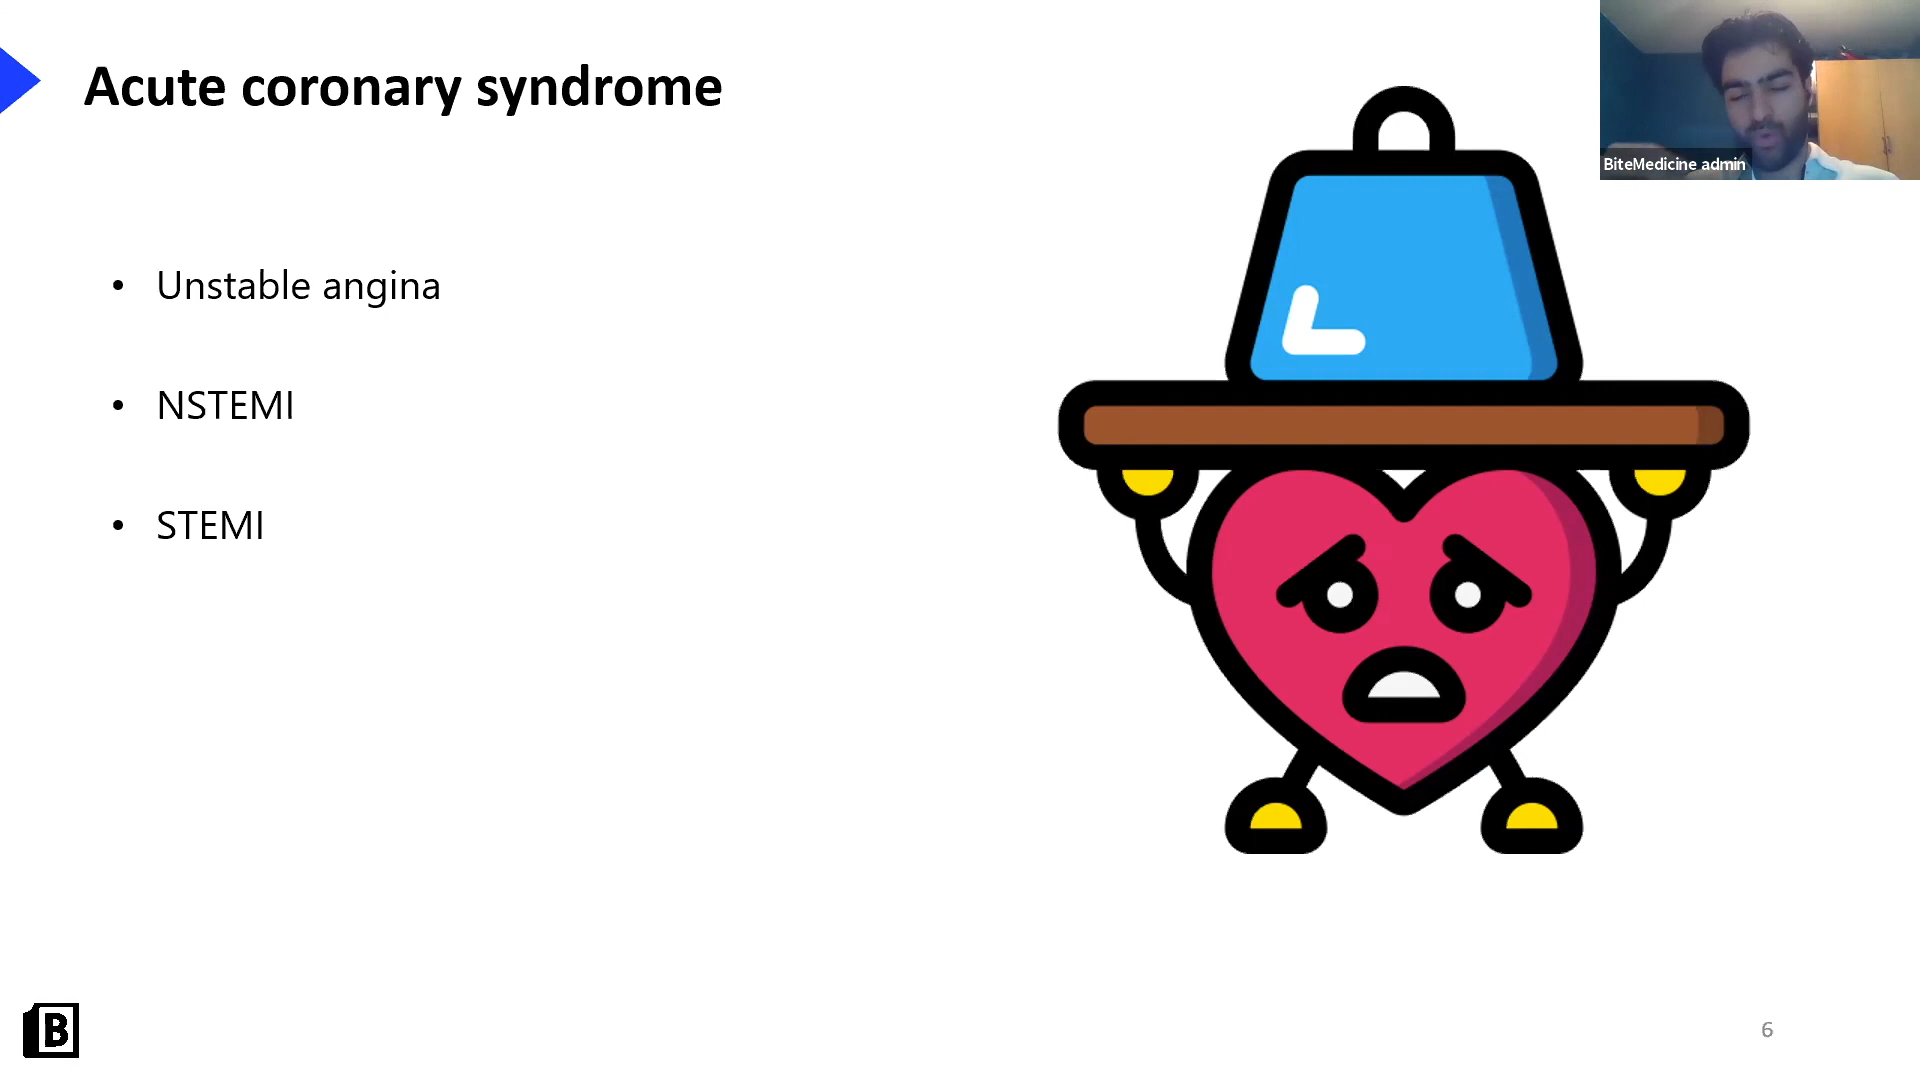 Acute coronary syndrome
BiteMedicine admin
• Unstable angina
• NSTEMI
• STEMI
B
6